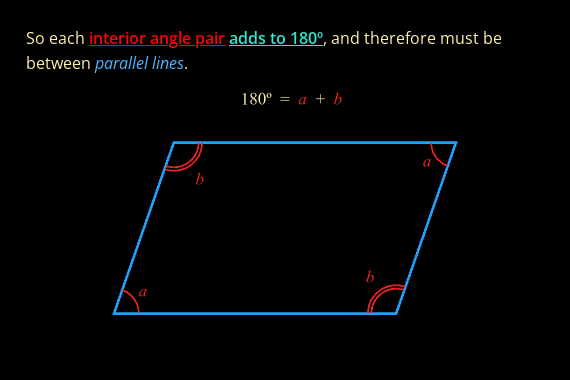 So each interior angle pair adds to 180º, and therefore must be
between parallel lines.
180º = a + b
b
a
b
a